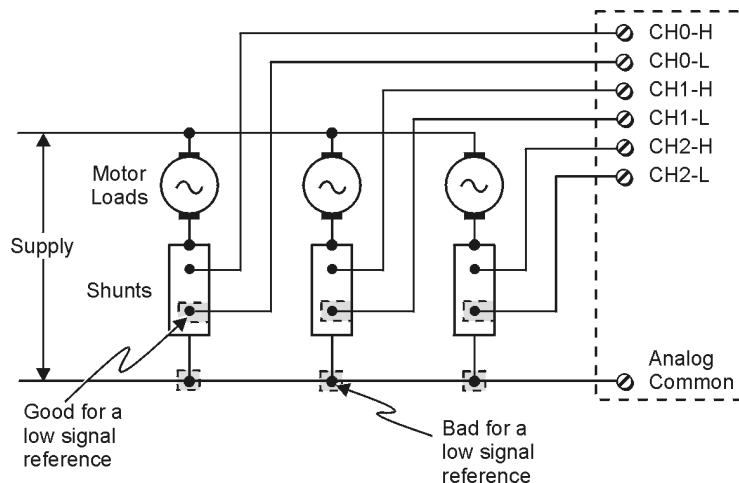 CH0-H
CH0-L
CH1-H
CH1-L
CH2-H
CH2-L
Motor
Loads
Supply
Shunts
Analog
Common
Good for a
low signal
reference
Bad for a
low signal
reference